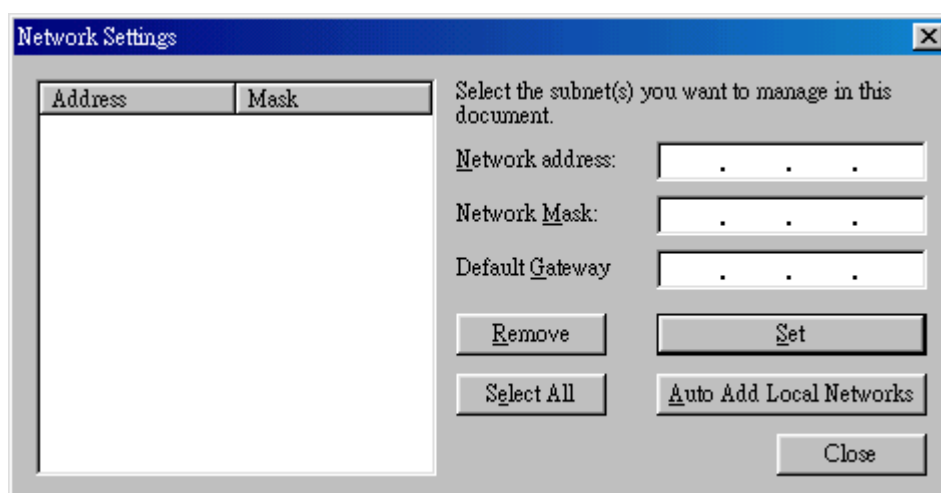 Network Settings
Address Mask
Select the subnet(s) you want to manage in this
document.
Network address:
Network Mask:
Default Gateway
Remove Set
Select All Auto Add Local Networks
Close